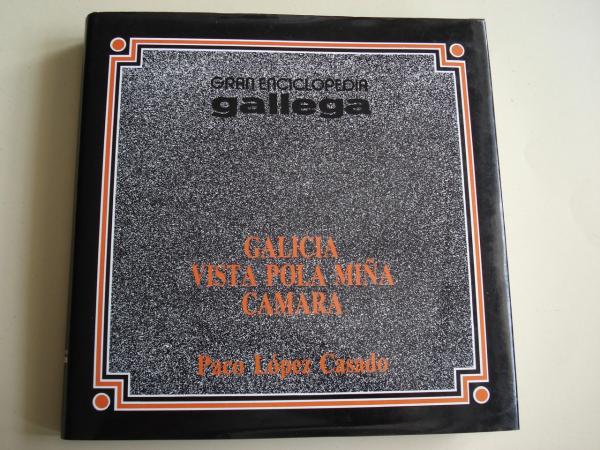 GRAN ENCICLOPEDIA
gallega
GALICIA
VISTA POLA MIÑA
CAMARA
Paco López Casado